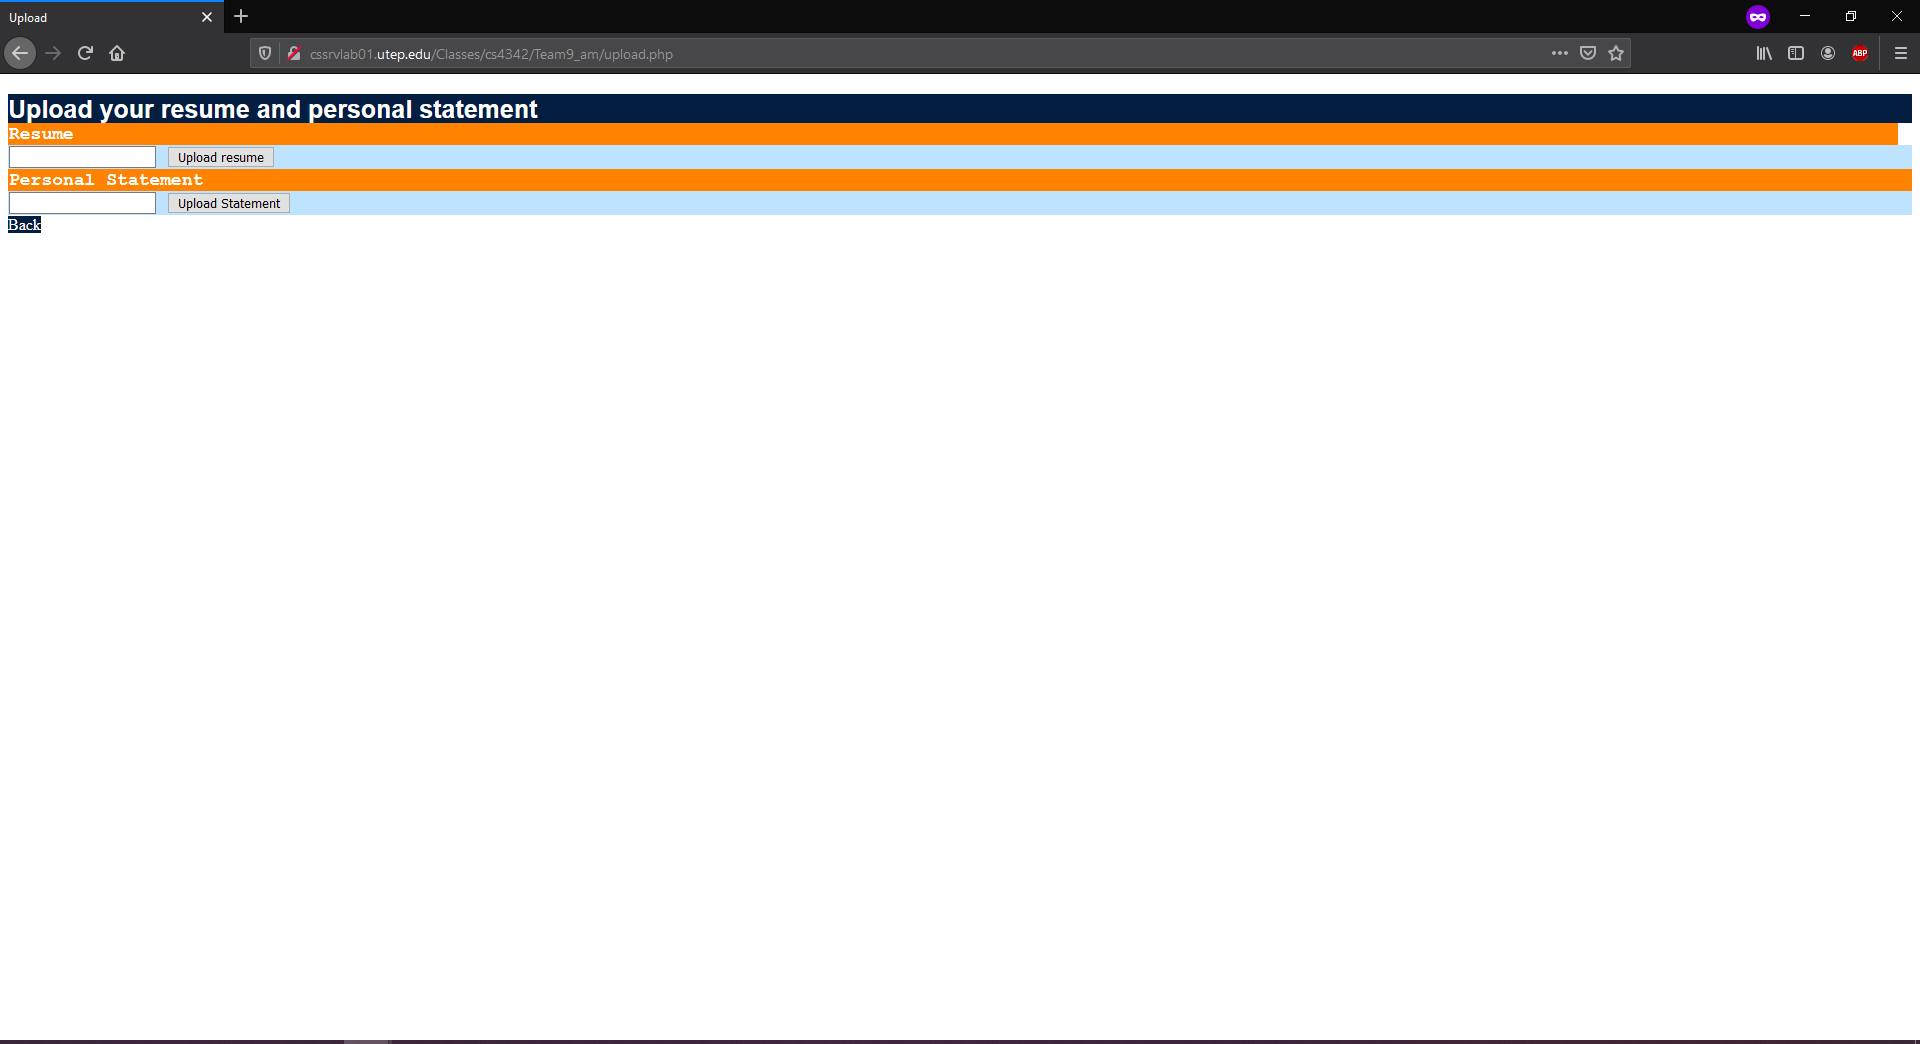 Upload
cssrvlab01.utep.edu/Classes/cs4342/Team9_am/upload.php
ABP
Upload your resume and personal statement
Resume
Upload resume
Personal Statement
Upload Statement
Back